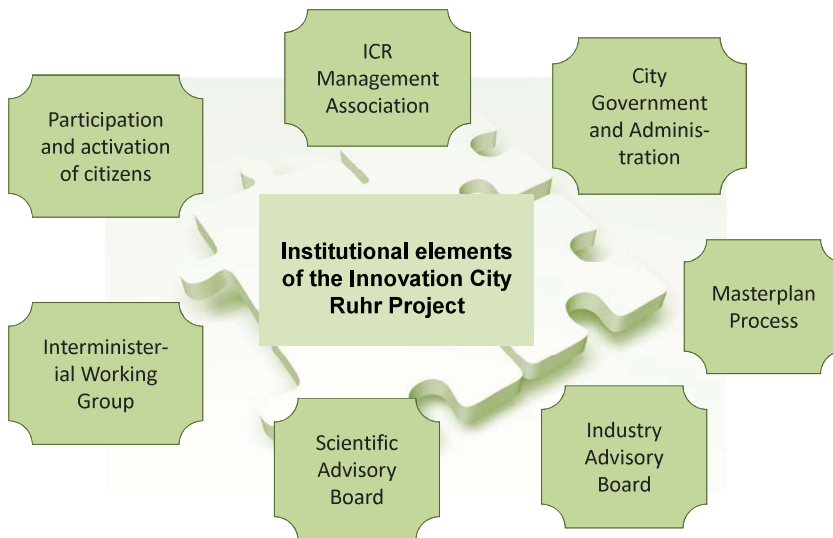 ICR
Management
Association
City
Government
and Adminis-
tration
Participation
and activation
of citizens
Institutional elements
of the Innovation City
Ruhr Project
Masterplan
Process
Interminister-
ial Working
Group
Scientific
Advisory
Board
Industry
Advisory
Board